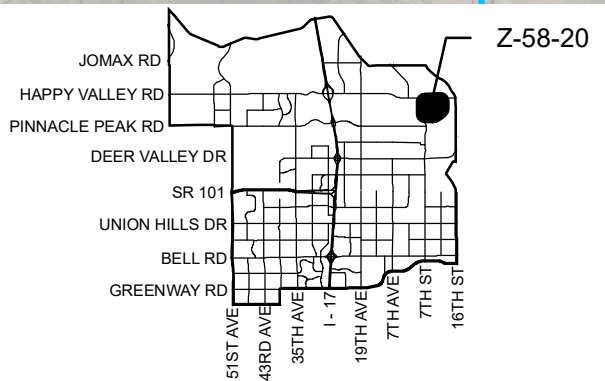 Z-58-20
JOMAX RD
HAPPY VALLEY RD
PINNACLE PEAK RD
DEER VALLEY DR
SR 101
UNION HILLS DR
BELL RD
GREENWAY RD
51ST AVE
43RD AVE
35TH AVE
I - 17
19TH AVE
7TH AVE
7TH ST
16TH ST